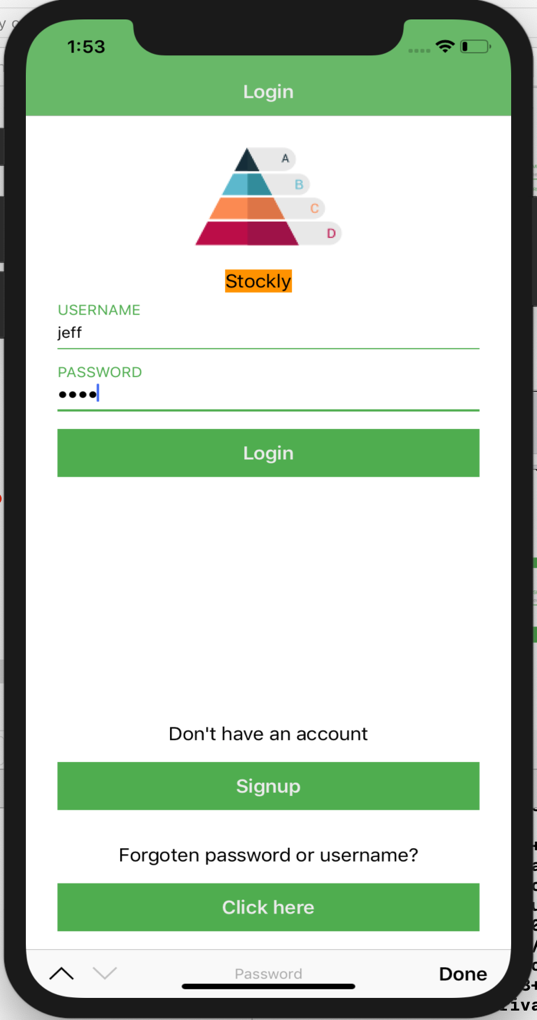 1:53
Login
A
B
C
D
Stockly
USERNAME
jeff
PASSWORD
••••
Login
Don't have an account
Signup
Forgoten password or username?
Click here
Password
Done